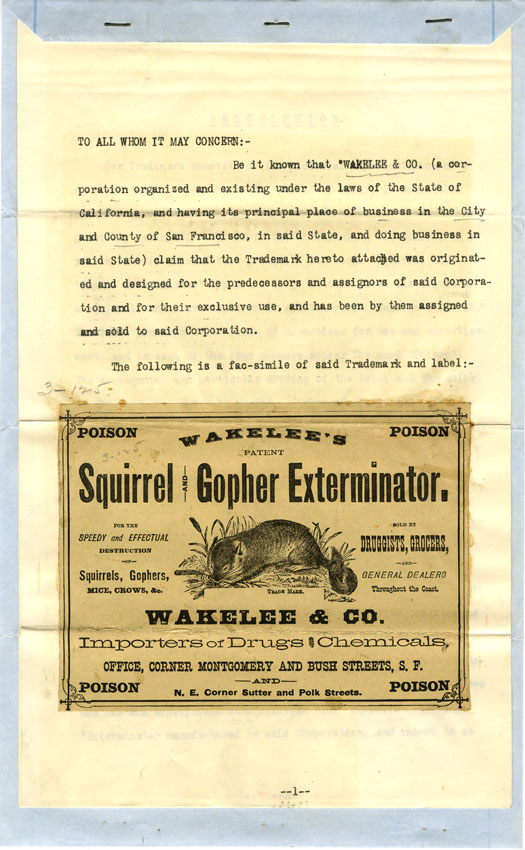 TO ALL WHOM IT MAY CONCERN:-
Be it known that "WAKELEE & CO. (a cor-
poration organized and existing under the laws of the State of
California, and having its principal place of business in the City
and County of San Francisco, in said State, and doing business in
said State) claim that the Trademark hereto attached was originat-
ed and designed for the predecessors and assignors of said Corpora-
tion and for their exclusive use, and has been by them assigned
and sold to said Corporation.
The following is a fac-simile of said Trademark and label:-
3-125
POISON
WAKELEE'S
POISON
3-125
PATENT
Squirrel AND Gopher Exterminator.
FOR THE
SPEEDY and EFFECTUAL
DESTRUCTION
-OF-
Squirrels, Gophers,
MICE, CROWS, &c.
TRADE MARK.
SOLD BY
DRUGGISTS, GROCERS,
-AND-
GENERAL DEALERS
Throughout the Coast.
WAKELEE & CO.
Importers of Drugs and Chemicals,
OFFICE, CORNER MONTGOMERY AND BUSH STREETS, S. F.
-AND-
POISON
N. E. Corner Sutter and Polk Streets.
POISON
--1--